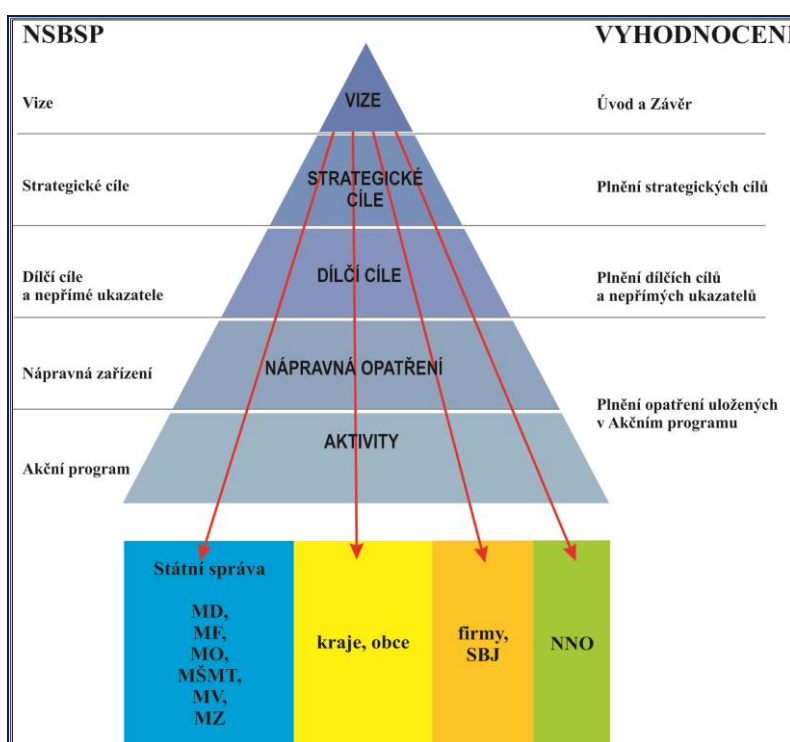 NSBSP
VYHODNOCENÍ
Vize
VIZE
Úvod a Závěr
Strategické cíle
STRATEGICKÉ
CÍLE
Plnění strategických cílů
Dílčí cíle
a nepřímé ukazatele
DÍLČÍ CÍLE
Plnění dílčích cílů
a nepřímých ukazatelů
Nápravná zařízení
NÁPRAVNÁ OPATŘENÍ
Plnění opatření uložených
v Akčním programu
Akční program
AKTIVITY
Státní správa
MD,
MF,
MO,
MŠMT,
MV,
MZ
kraje, obce
firmy,
SBJ
NNO